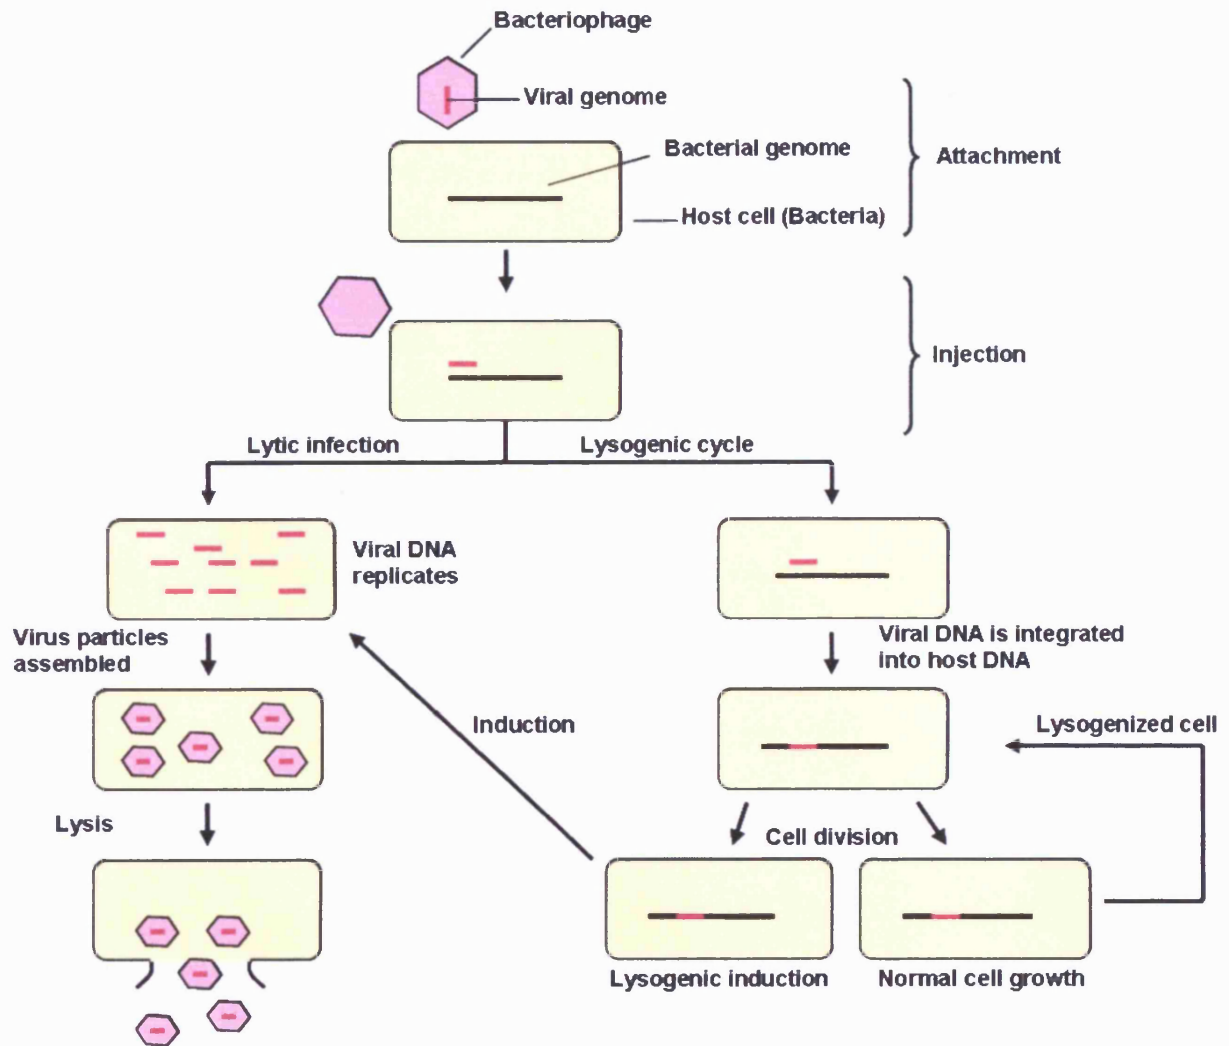 Bacteriophage
Viral genome
Bacterial genome
Attachment
Host cell (Bacteria)
Injection
Lytic infection
Lysogenic cycle
Viral DNA
replicates
Virus particles
assembled
Viral DNA is integrated
into host DNA
Induction
Lysogenized cell
Lysis
Cell division
Lysogenic induction
Normal cell growth